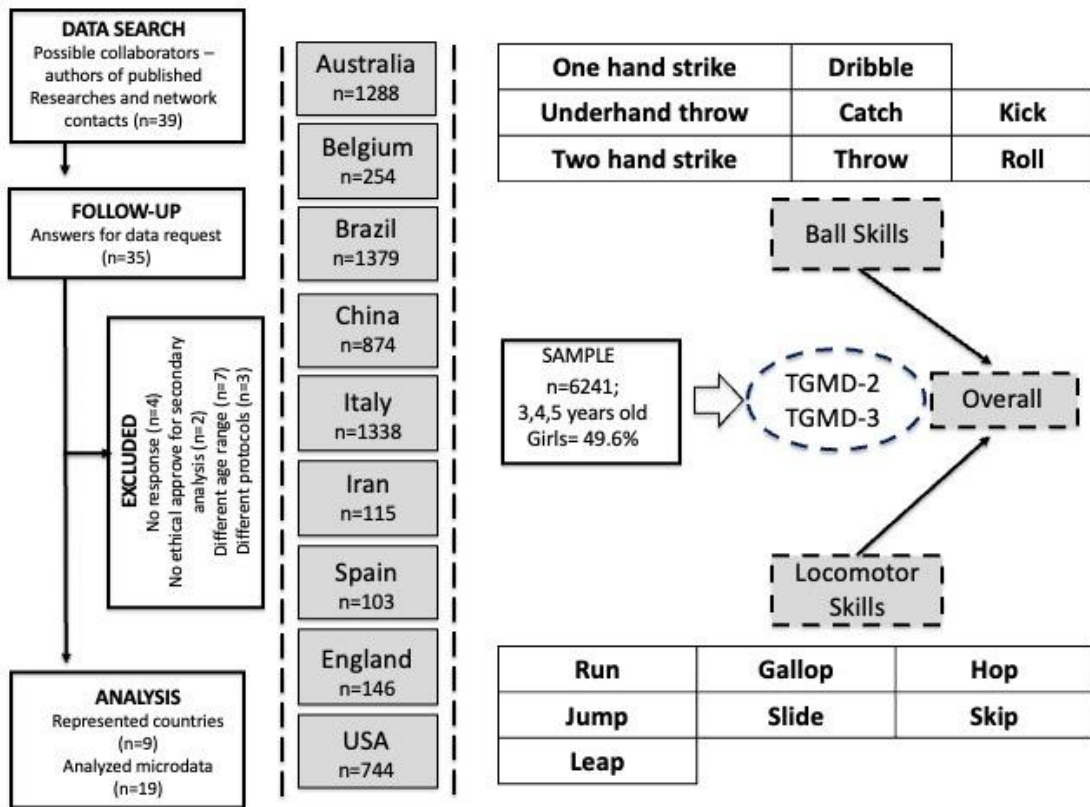 DATA SEARCH
Possible collaborators –
authors of published
Researches and network
contacts (n=39)
FOLLOW-UP
Answers for data request
(n=35)
EXCLUDED
No response (n=4)
No ethical approve for secondary
analysis (n=2)
Different age range (n=7)
Different protocols (n=3)
ANALYSIS
Represented countries
(n=9)
Analyzed microdata
(n=19)
Australia
n=1288
Belgium
n=254
Brazil
n=1379
China
n=874
Italy
n=1338
Iran
n=115
Spain
n=103
England
n=146
USA
n=744
One hand strike Dribble
Underhand throw Catch Kick
Two hand strike Throw Roll
Ball Skills
SAMPLE
n=6241;
3,4,5 years old
Girls= 49.6%
TGMD-2
TGMD-3
Overall
Locomotor
Skills
Run Gallop Hop
Jump Slide Skip
Leap